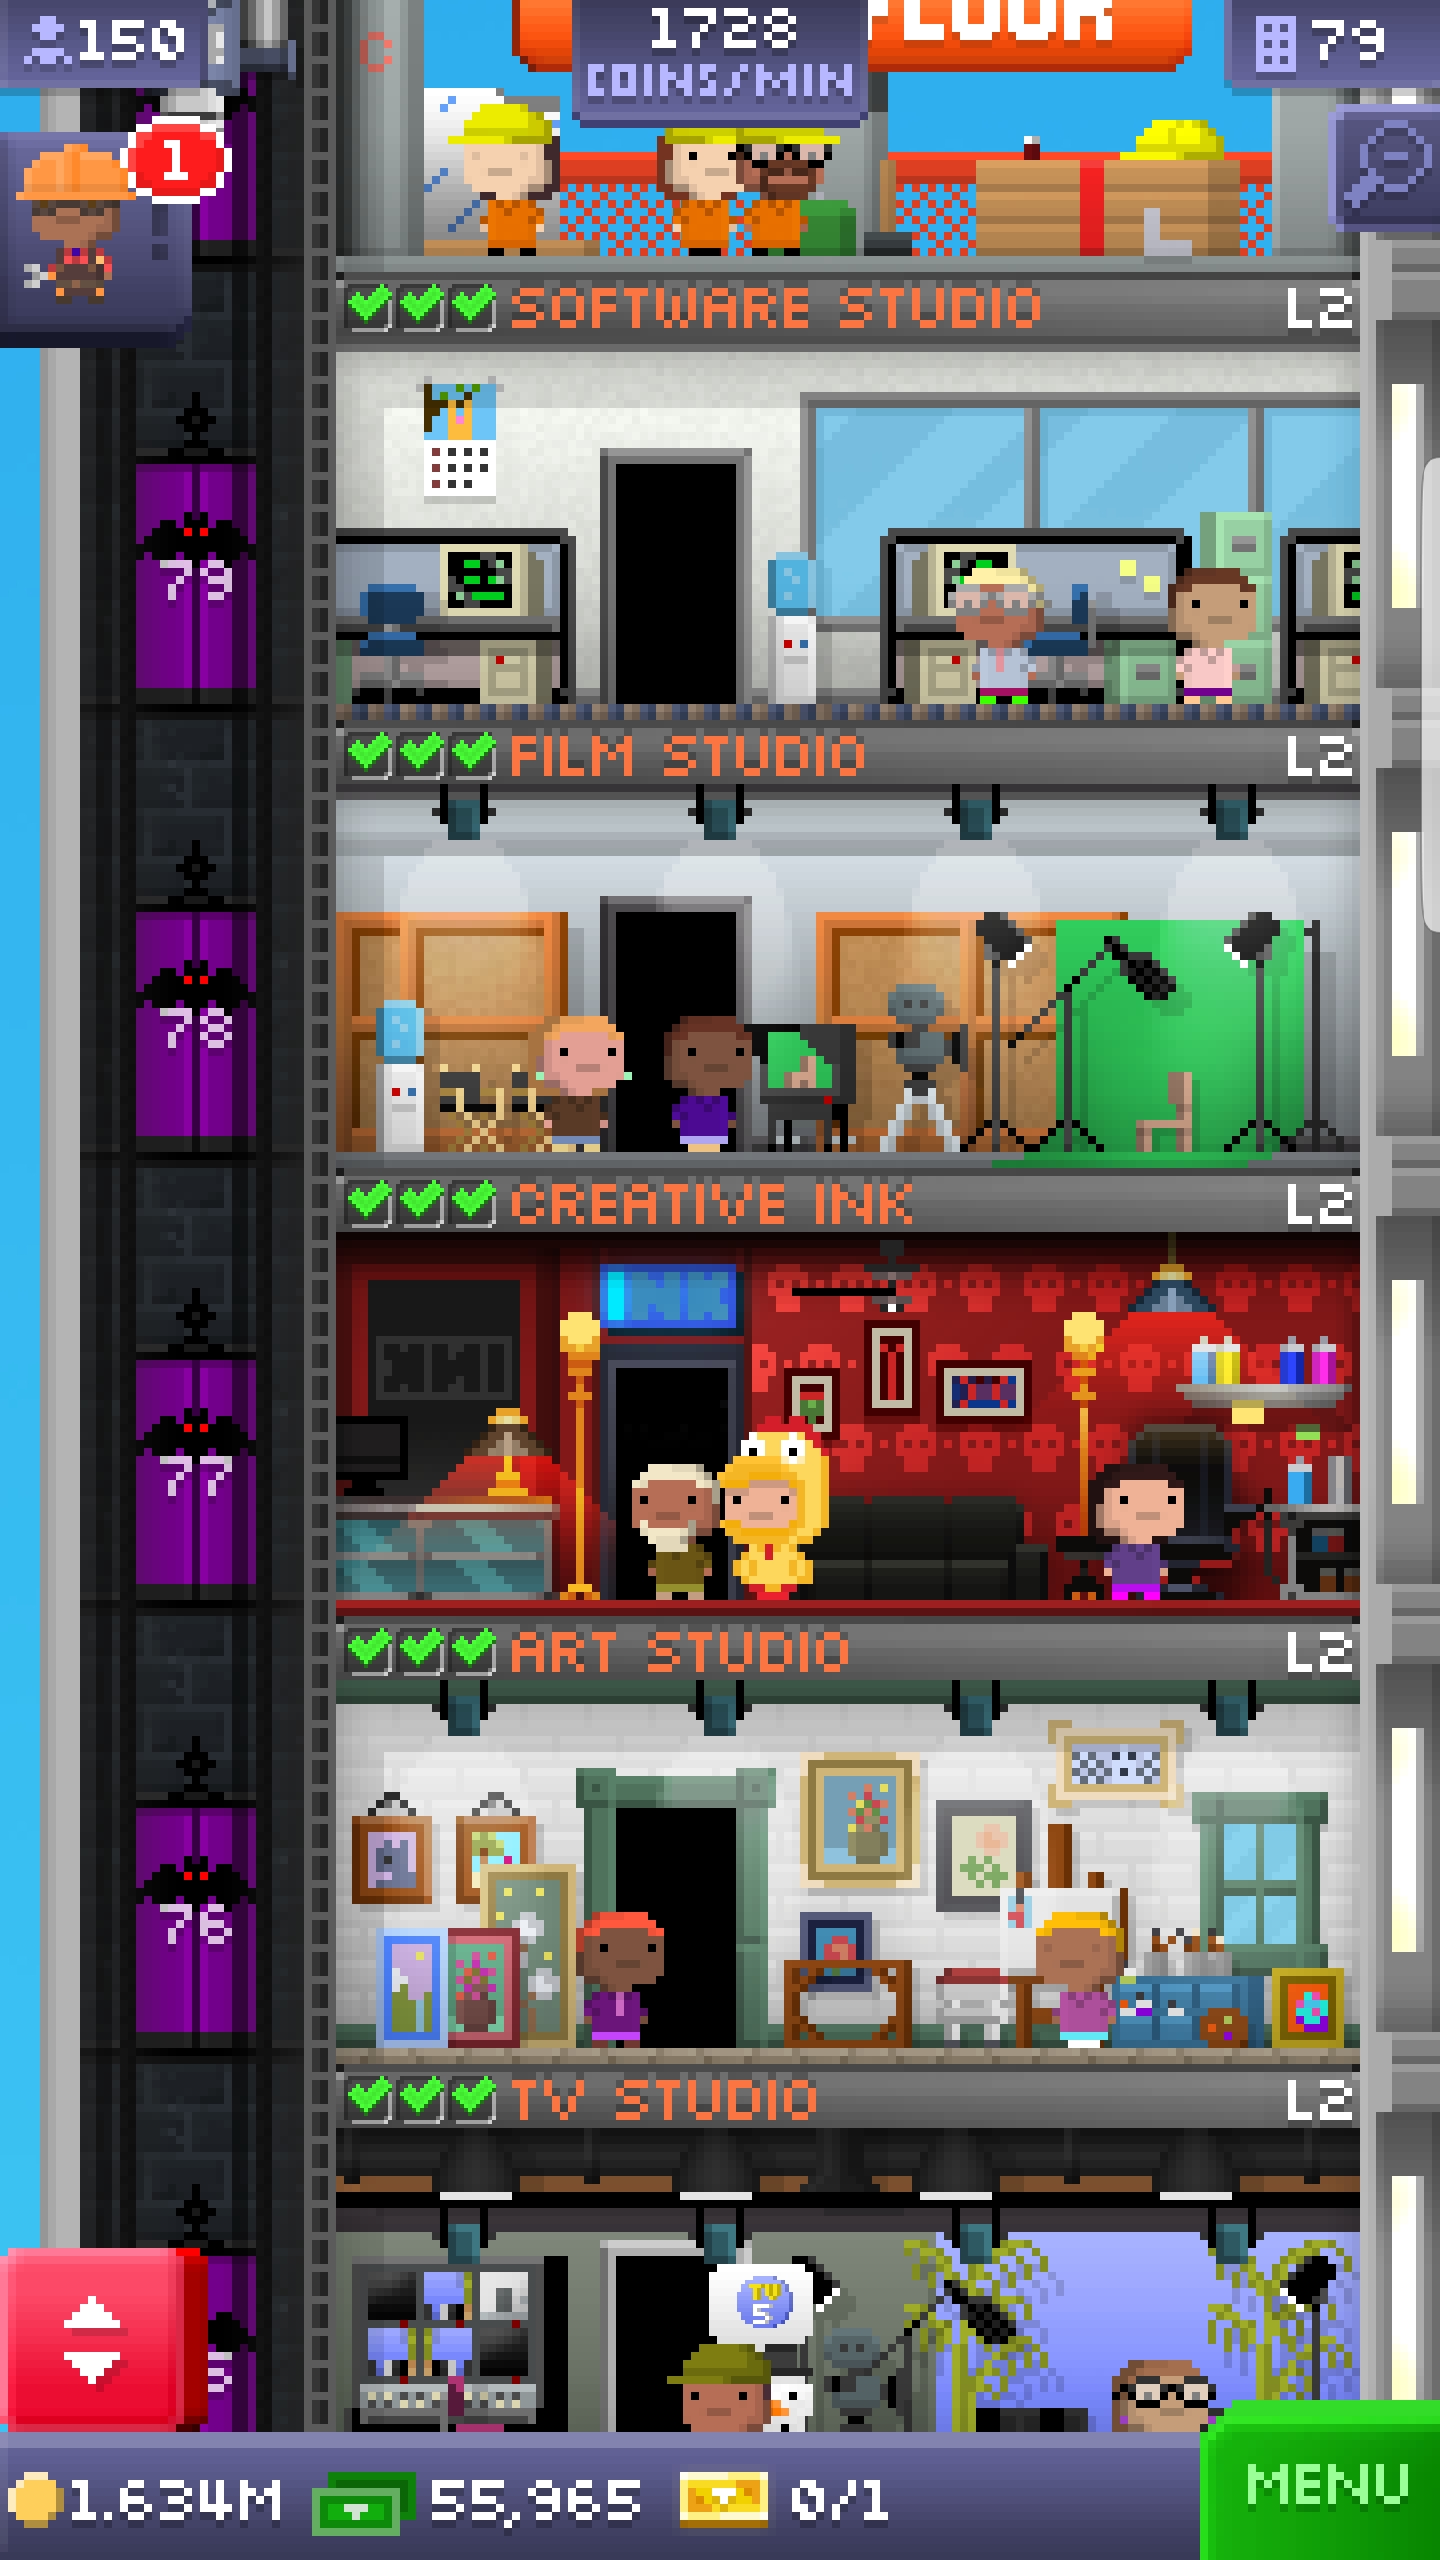 150
1728
COINS/MIN
FLOOR
79
1
SOFTWARE STUDIO L2
79
FILM STUDIO L2
78
CREATIVE INK L2
INK
77
ART STUDIO L2
76
TV STUDIO L2
TV
5
1.634M 55,965 0/1 MENU